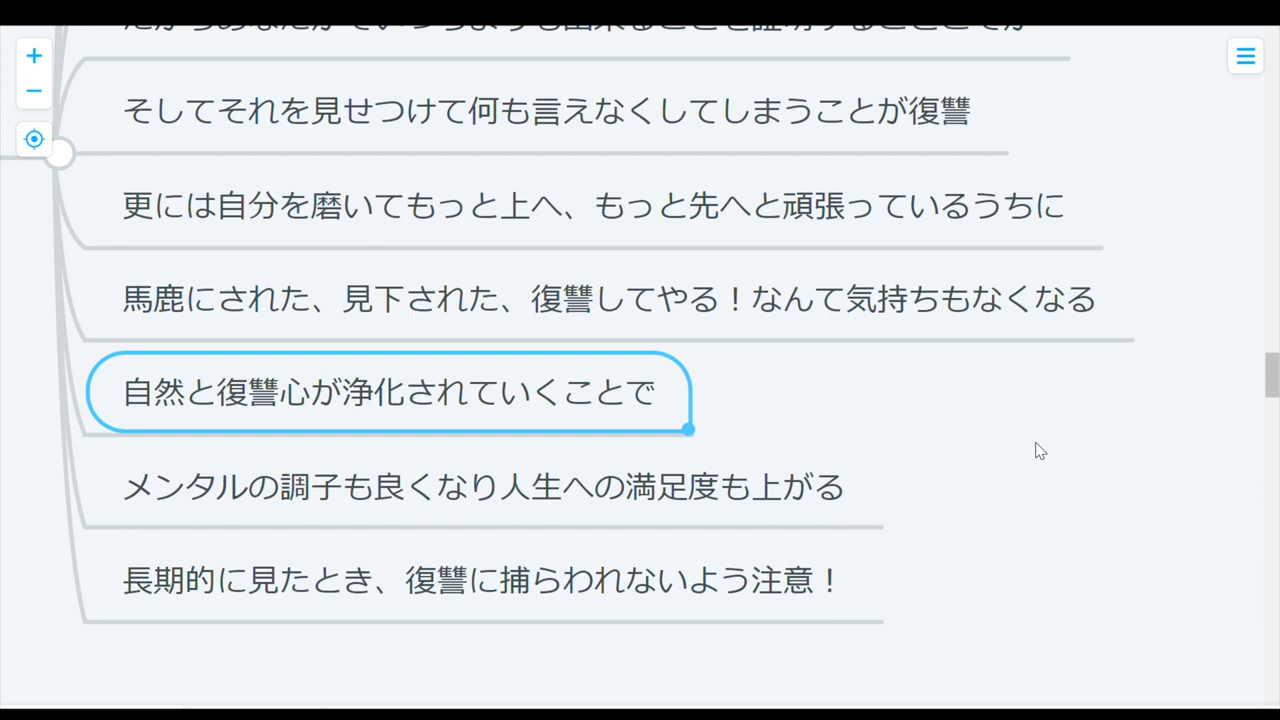 そしてそれを見せつけて何も言えなくしてしまうことが復讐
更には自分を磨いてもっと上へ、もっと先へと頑張っているうちに
馬鹿にされた、見下された、復讐してやる！なんて気持ちもなくなる
自然と復讐心が浄化されていくことで
メンタルの調子も良くなり人生への満足度も上がる
長期的に見たとき、復讐に捕らわれないよう注意！